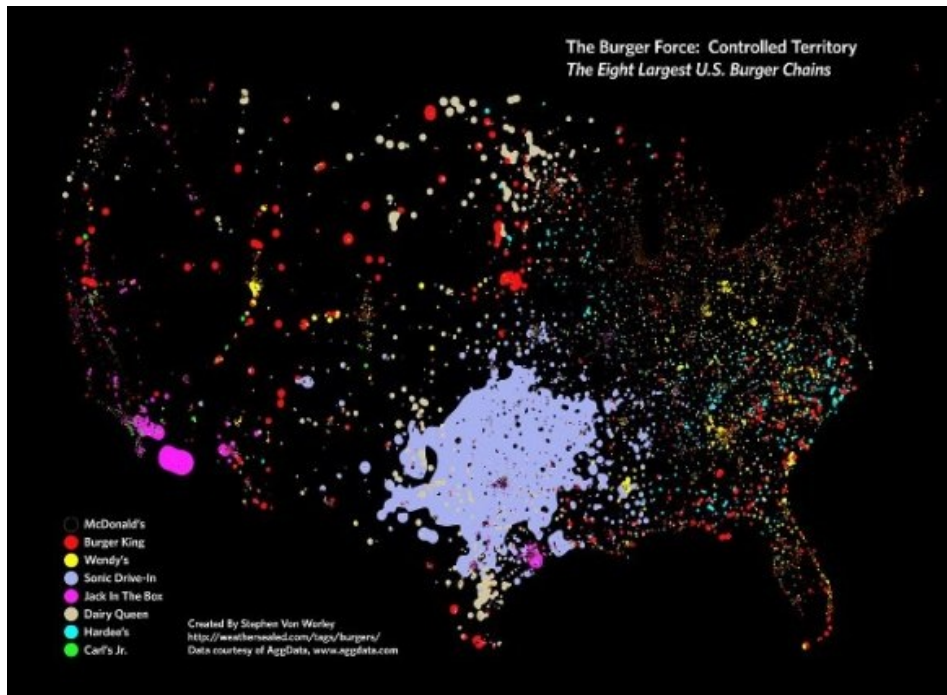 The Burger Force: Controlled Territory
The Eight Largest U.S. Burger Chains
McDonald's
Burger King
Wendy's
Sonic Drive-In
Jack In The Box
Dairy Queen
Hardee's
Carl's Jr.
Created By Stephen Von Worley
http://weathersealed.com/tags/burgers/
Data courtesy of AggData, www.aggdata.com